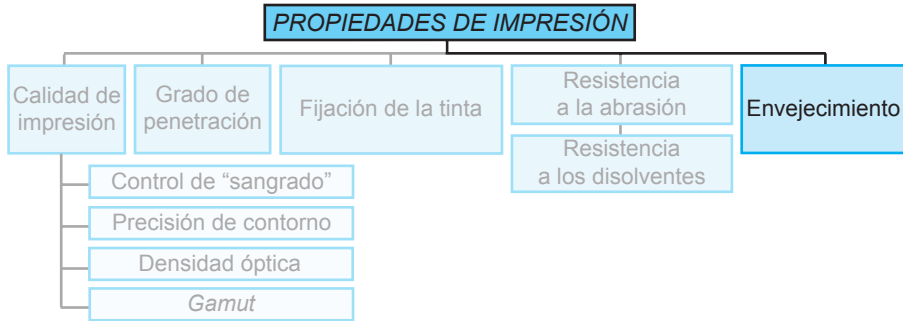 PROPIEDADES DE IMPRESIÓN
Calidad de
impresión
Grado de
penetración
Fijación de la tinta
Resistencia
a la abrasión
Envejecimiento
Resistencia
a los disolventes
Control de “sangrado”
Precisión de contorno
Densidad óptica
Gamut